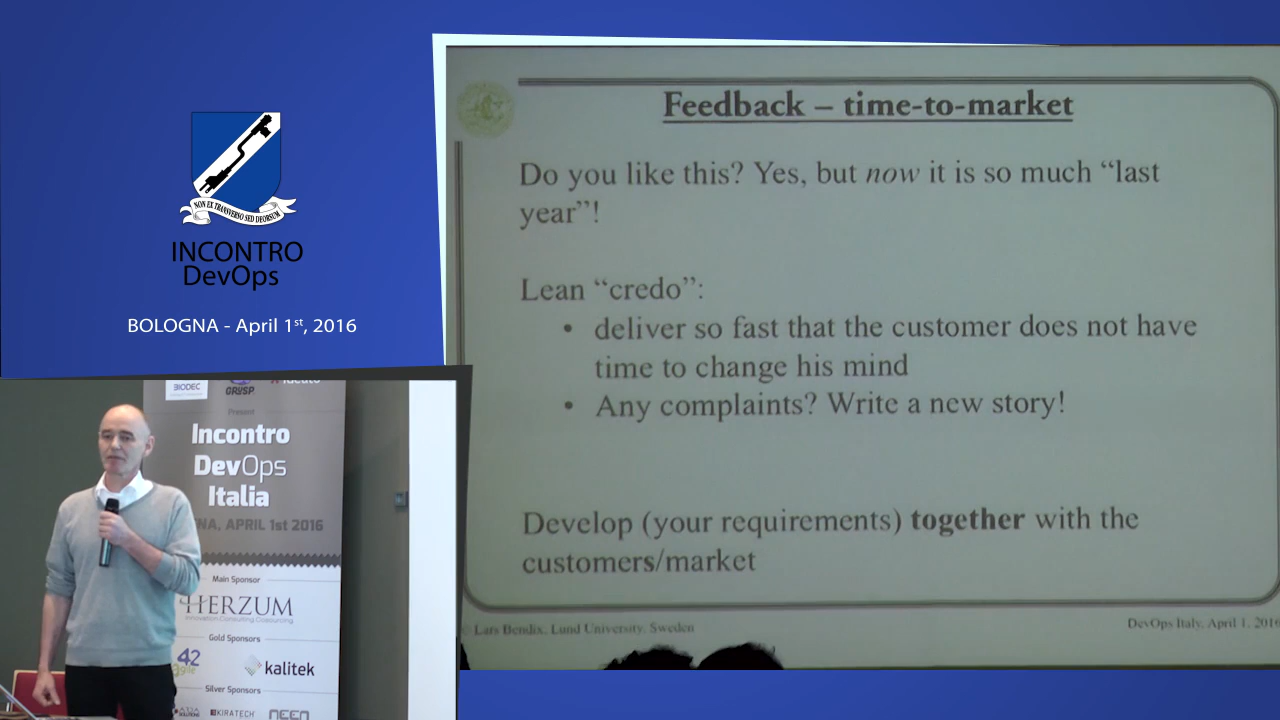 NON EX TRANSVERSO SED DEORSUM
INCONTRO
DevOps
BOLOGNA - April 1st, 2016
Feedback – time-to-market
Do you like this? Yes, but now it is so much “last
year”!
Lean “credo”:
• deliver so fast that the customer does not have
time to change his mind
• Any complaints? Write a new story!
Develop (your requirements) together with the
customers/market
Lars Bendix, Lund University, Sweden
DevOps Italy, April 1, 2016
BIODEC
GRUSP
Present
Incontro
DevOps
Italia
NA, APRIL 1st 2016
Main Sponsor
HERZUM
Innovation Consulting Cosourcing
Gold Sponsors
42
agile
kalitek
Silver Sponsors
KIRATECH